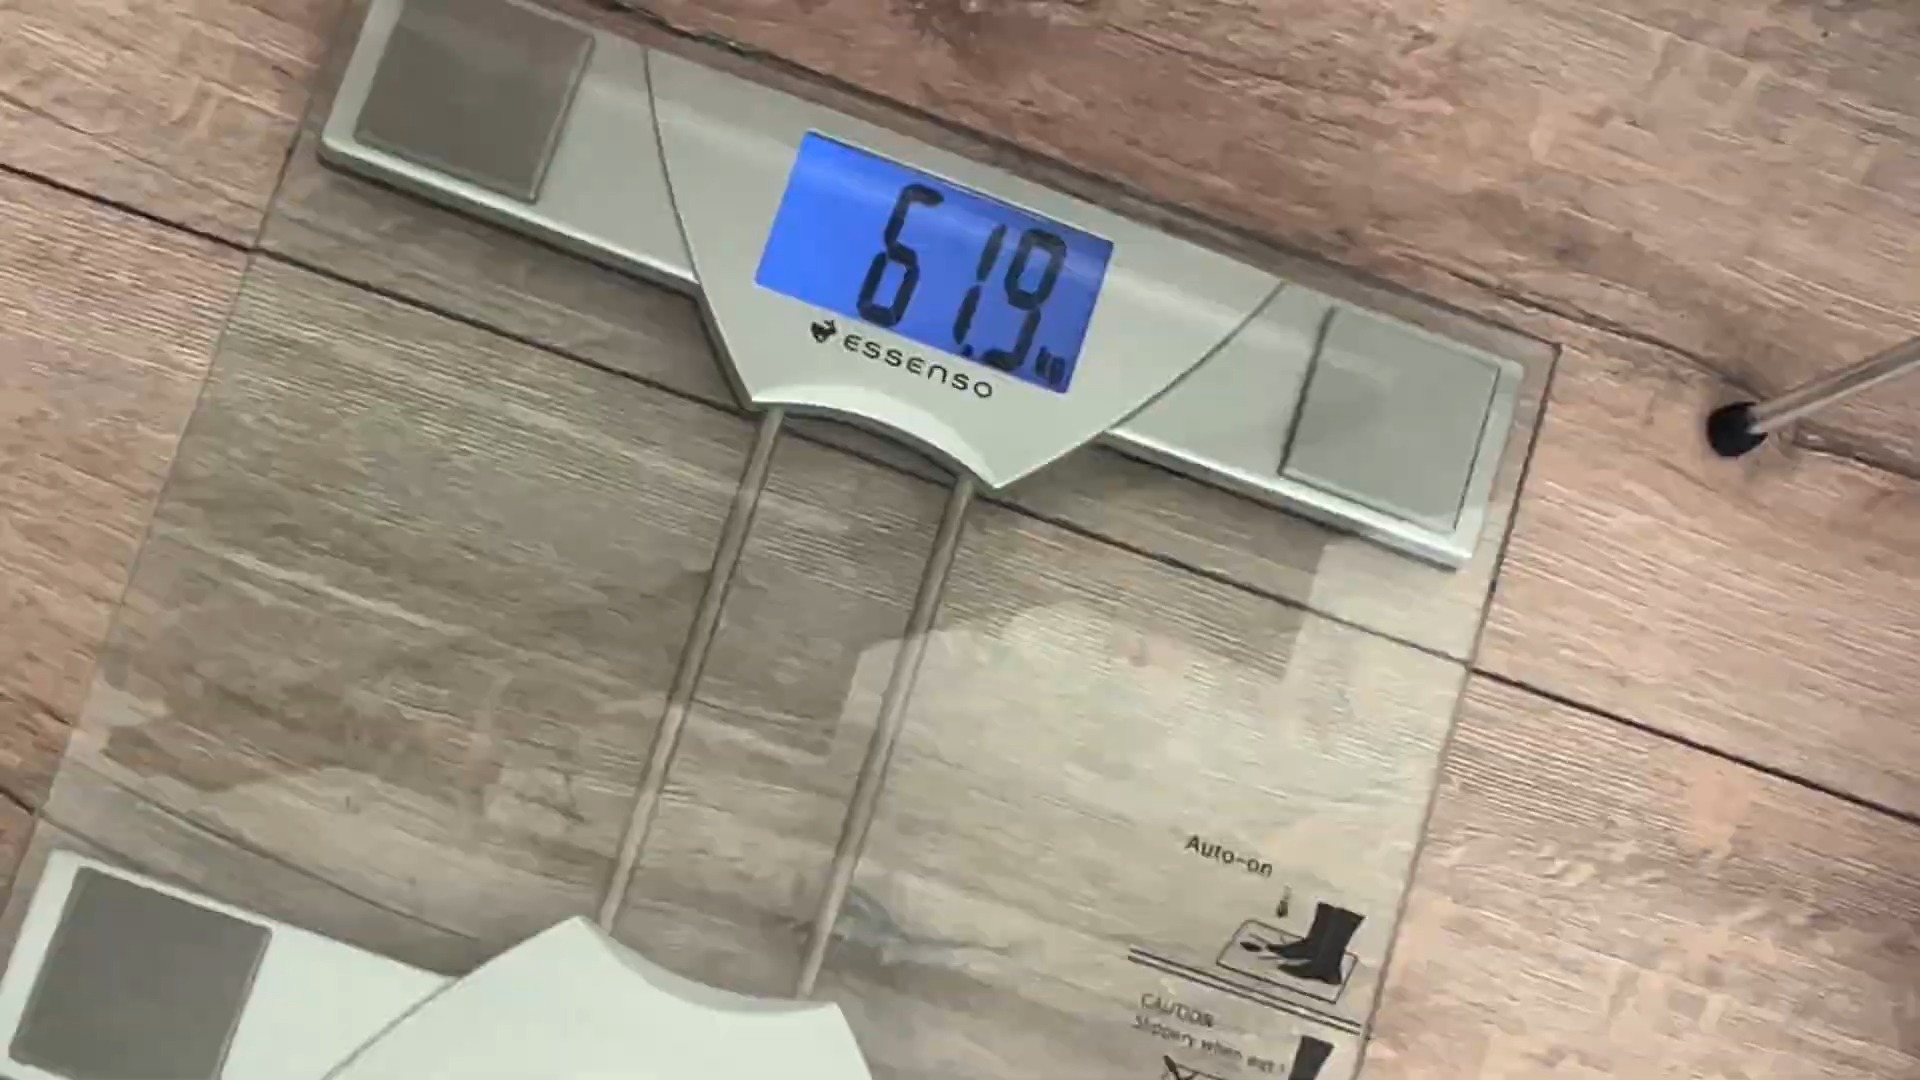 61.9 kg
ESSENSO
Auto-on
CAUTION
Slippery when wet!